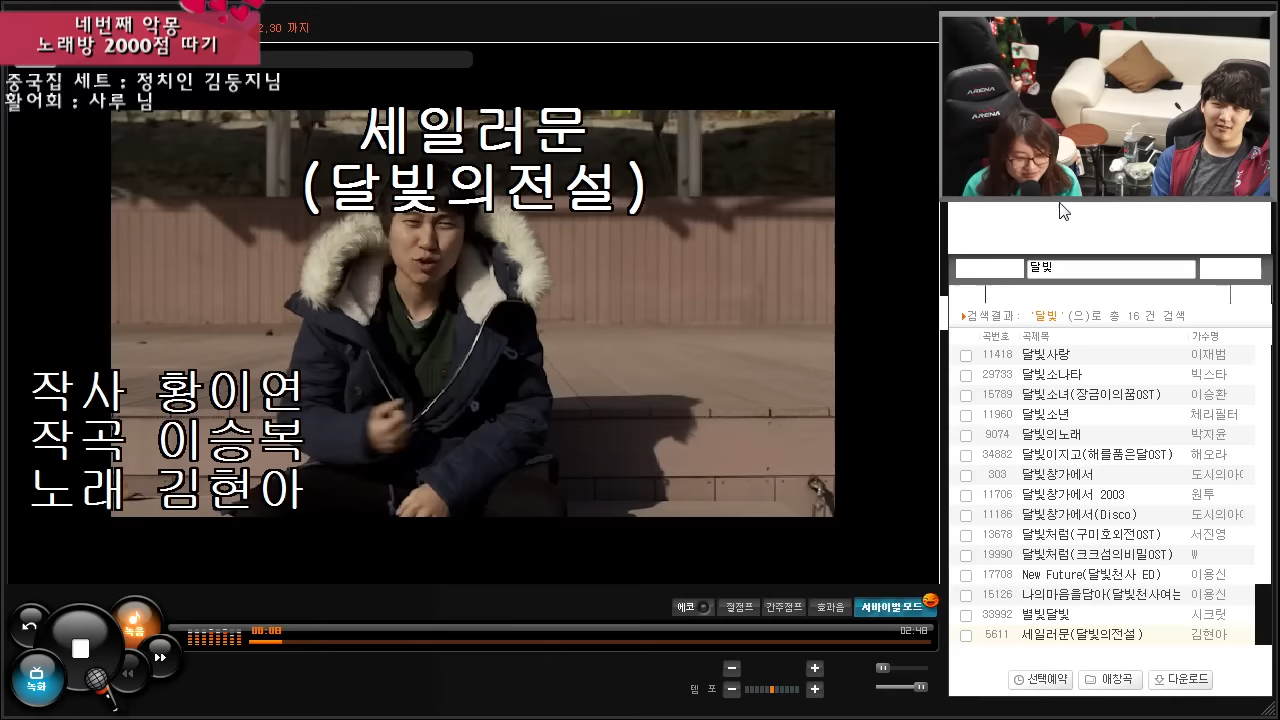 네번째 악몽
노래방 2000점 따기
2,30 까지
중국집 세트 : 정치인 김둥지님
활어회 : 사루 님
세일러문
(달빛의전설)
작사 황이연
작곡 이승복
노래 김현아
ARENA
ARENA
ARENA
달빛
검색결과: '달빛'(으)로 총 16 건 검색
곡번호 곡제목 가수명
11418 달빛사랑 이재범
29733 달빛소나타 빅스타
15789 달빛소녀(장금이의꿈OST) 이승환
11960 달빛소년 체리필터
9074 달빛의노래 박지윤
34882 달빛이지고(해를품은달OST) 해오라
303 달빛창가에서 도시의아
11706 달빛창가에서 2003 원투
11186 달빛창가에서(Disco) 도시의아
13678 달빛처럼(구미호외전OST) 서진영
19990 달빛처럼(크크섬의비밀OST) W
17708 New Future(달빛천사 ED) 이용신
15126 나의마음을담아(달빛천사여는 이용신
33992 별빛달빛 시크릿
5611 세일러문(달빛의전설) 김현아
선택예약 애창곡 다운로드
에코 절점프 간주점프 효과음 서바이벌 모드
녹음
00:08 02:48
녹화
템 포